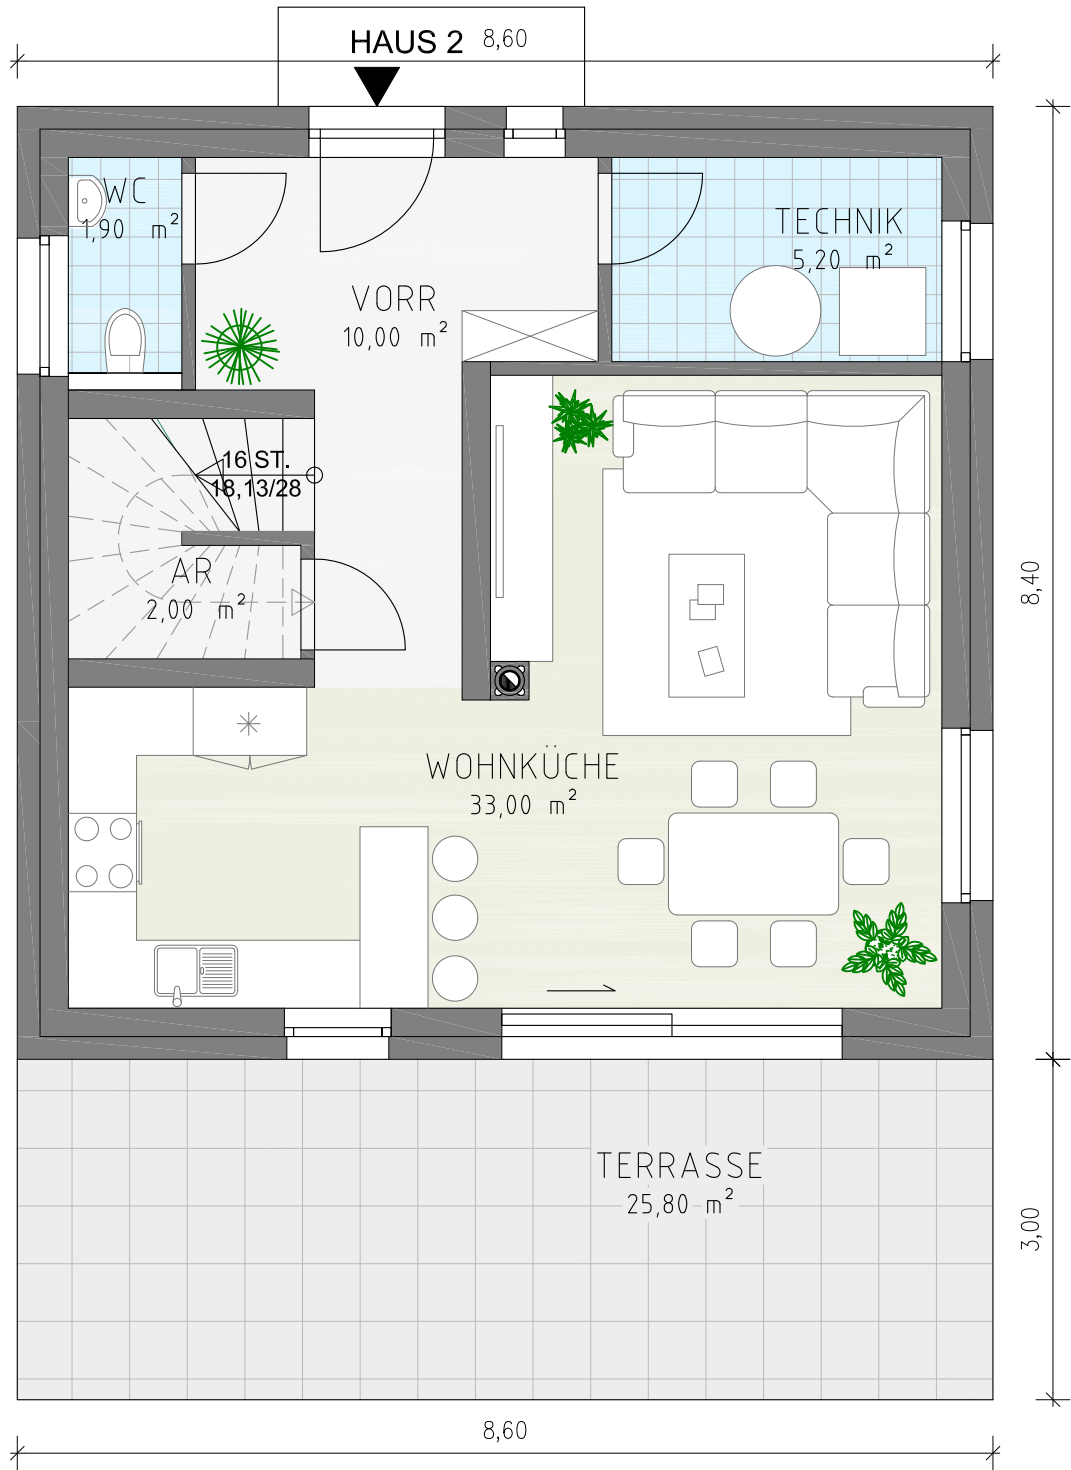 HAUS 2
8,60
WC
1,90 m²
TECHNIK
5,20 m²
VORR
10,00 m²
16 ST.
18,13/28
AR
2,00 m²
8,40
WOHNKÜCHE
33,00 m²
TERRASSE
25,80 m²
3,00
8,60